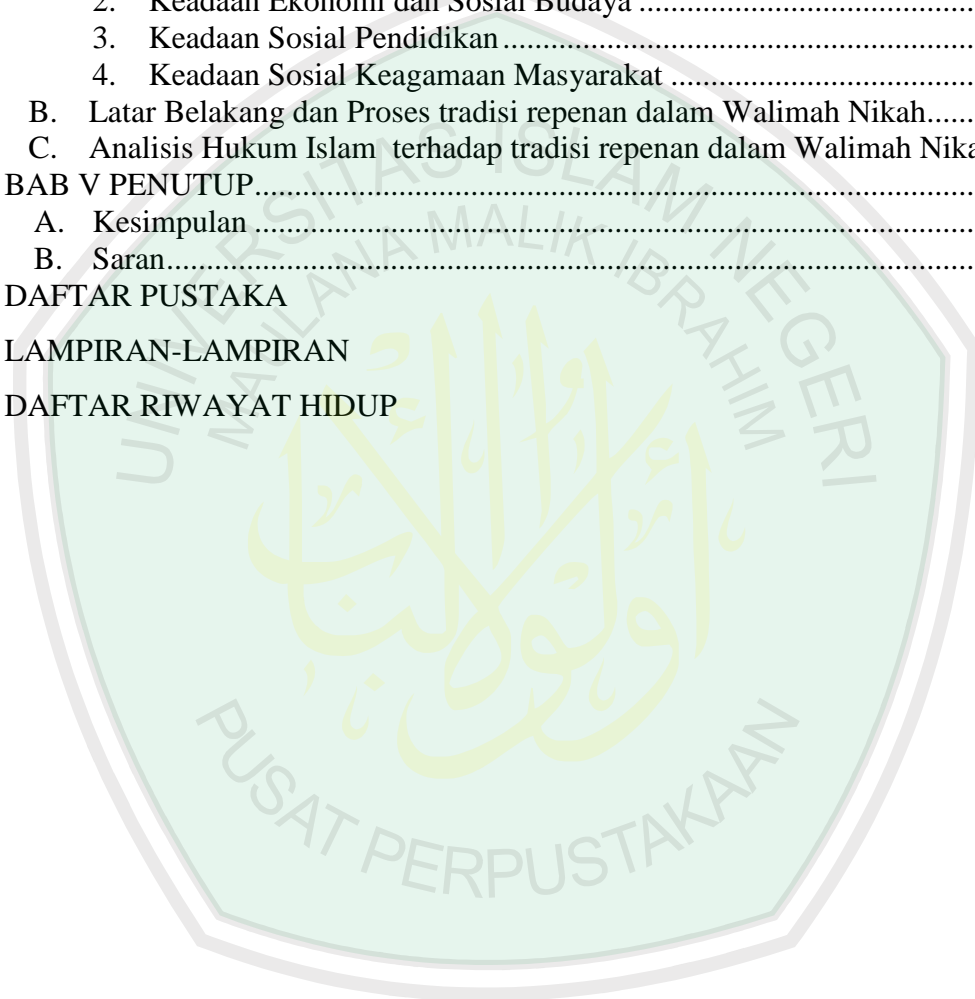 2. Keadaan Ekonomi dan Sosial Budaya ........................................
3. Keadaan Sosial Pendidikan ........................................
4. Keadaan Sosial Keagamaan Masyarakat ........................................
B. Latar Belakang dan Proses tradisi repenan dalam Walimah Nikah......
C. Analisis Hukum Islam terhadap tradisi repenan dalam Walimah
BAB V PENUTUP........................................
A. Kesimpulan ........................................
B. Saran........................................
DAFTAR PUSTAKA
LAMPIRAN-LAMPIRAN
DAFTAR RIWAYAT HIDUP
UNIVERSITAS ISLAM NEGERI
MAULANA MALIK IBRAHIM
PUSAT PERPUSTAKAAN